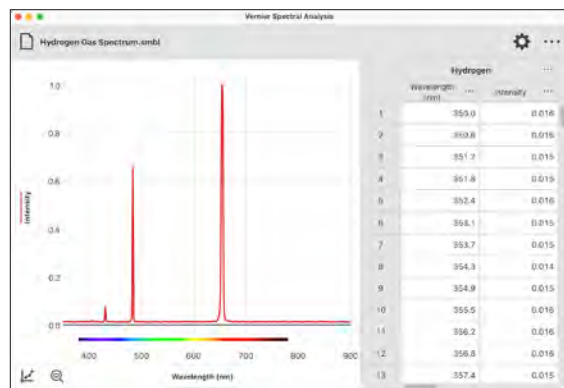 Vernier Spectral Analysis
Hydrogen Gas Spectrum.smbl
Hydrogen
Wavelength (nm)
Intensity
1 350.0 0.016
2 350.6 0.016
3 351.2 0.015
4 351.8 0.015
5 352.4 0.016
6 353.1 0.015
7 353.7 0.015
8 354.3 0.014
9 354.9 0.015
10 355.5 0.016
11 356.2 0.016
12 356.8 0.016
13 357.4 0.015
1.0
0.8
0.6
0.4
0.2
0.0
Intensity
400 500 600 700 800 900
Wavelength (nm)